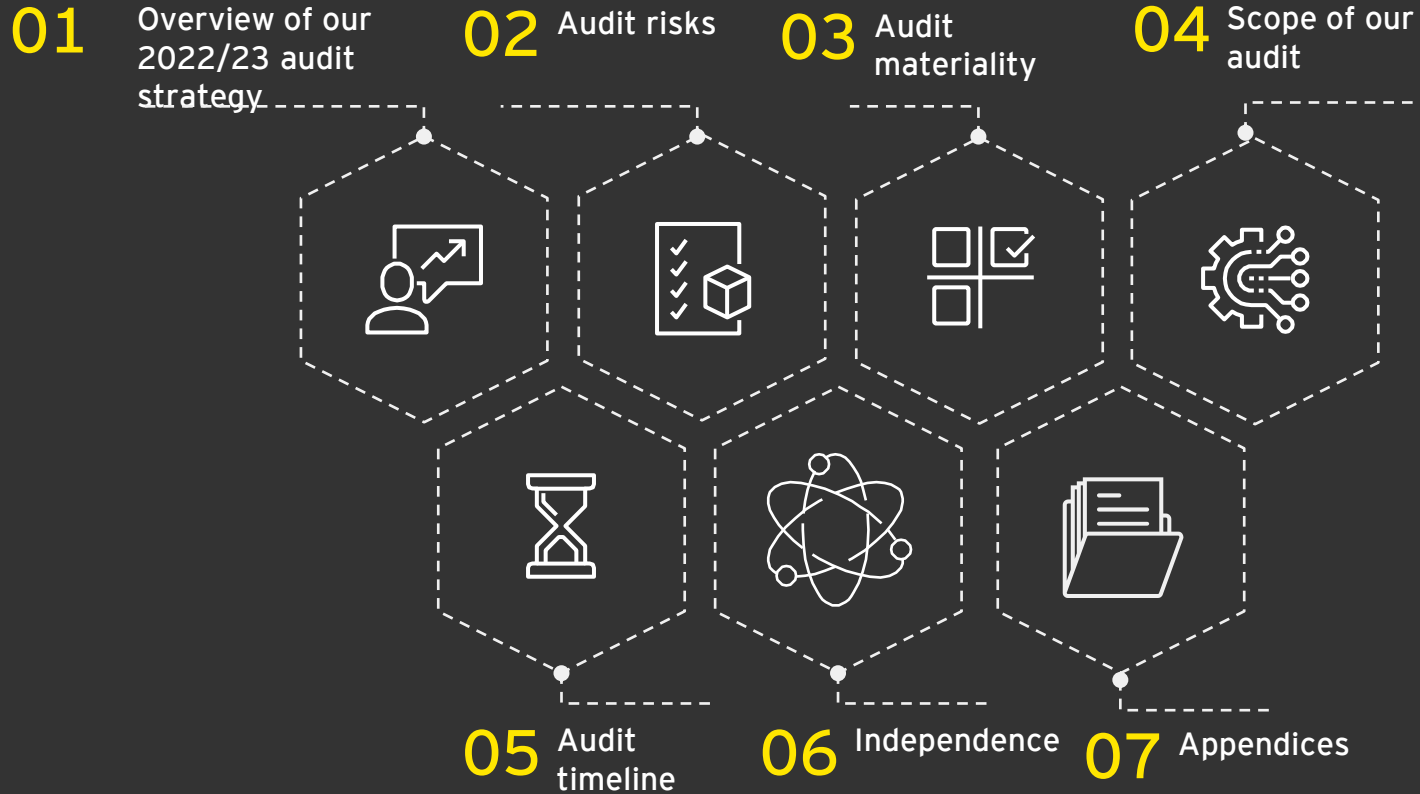 01
Overview of our
2022/23 audit
strategy
02
Audit risks
03
Audit
materiality
04
Scope of our
audit
05
Audit
timeline
06
Independence
07
Appendices